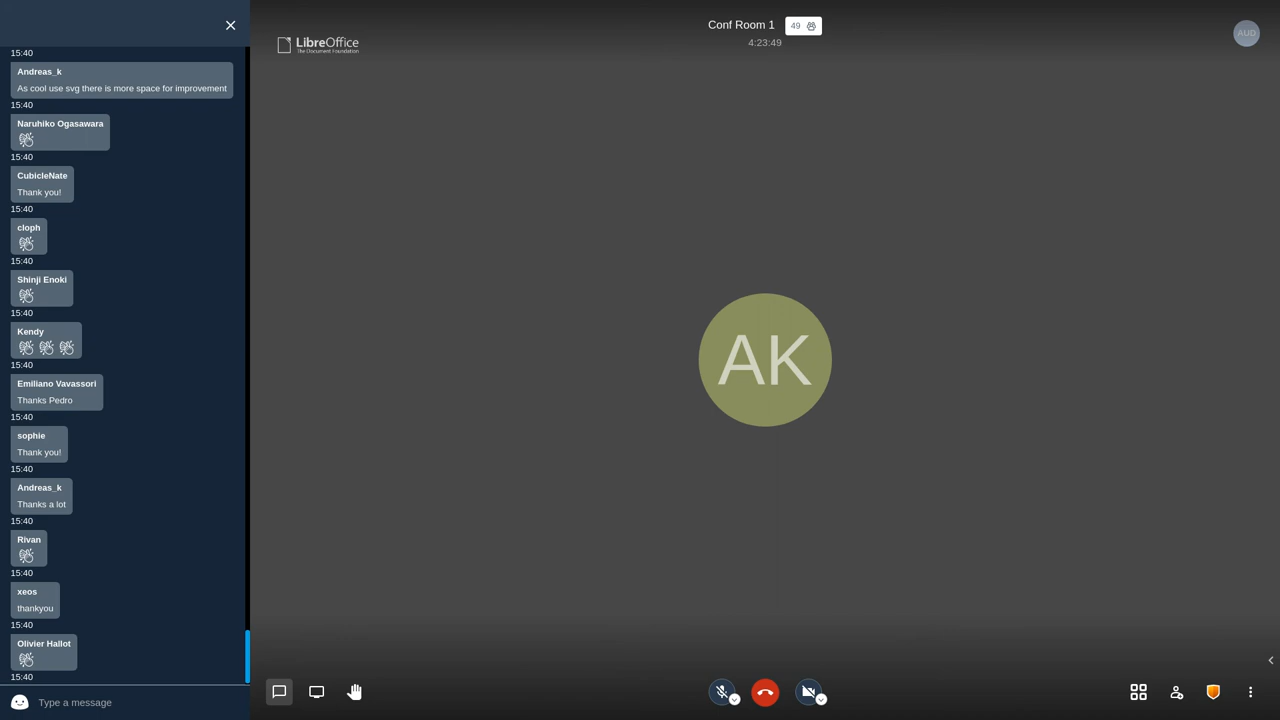 15:40
Andreas_k
As cool use svg there is more space for improvement
15:40
Naruhiko Ogasawara
15:40
CubicleNate
Thank you!
15:40
cloph
15:40
Shinji Enoki
15:40
Kendy
15:40
Emiliano Vavassori
Thanks Pedro
15:40
sophie
Thank you!
15:40
Andreas_k
Thanks a lot
15:40
Rivan
15:40
xeos
thankyou
15:40
Olivier Hallot
15:40
Type a message
LibreOffice
The Document Foundation
Conf Room 1
49
4:23:49
AUD
AK